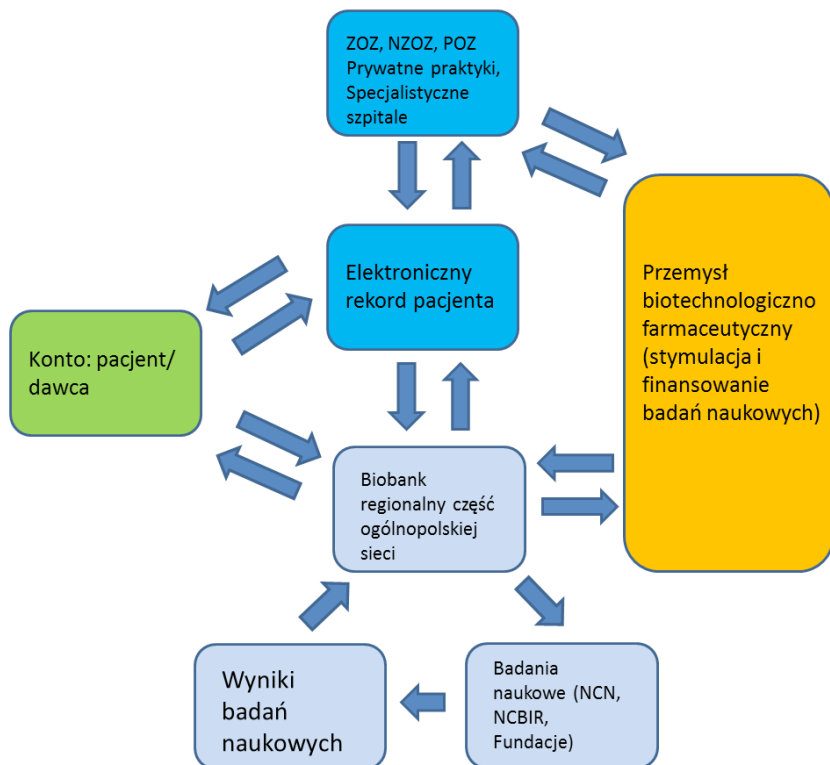 ZOZ, NZOZ, POZ
Prywatne praktyki,
Specjalistyczne
szpitale
Elektroniczny
rekord pacjenta
Przemysł
biotechnologiczno
farmaceutyczny
(stymulacja i
finansowanie
badań naukowych)
Konto: pacjent/
dawca
Biobank
regionalny część
ogólnopolskiej
sieci
Wyniki
badań
naukowych
Badania
naukowe (NCN,
NCBIR,
Fundacje)